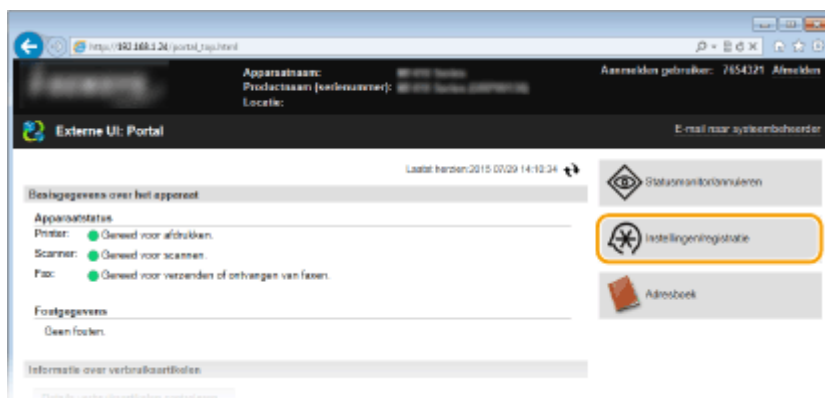 http://192.168.1.24/portal_top.html
Apparaatnaam:
Productnaam (serienummer):
Locatie:
Aanmelden gebruiker: 7654321 Afmelden
Externe UI: Portal
E-mail naar systeembeheerder
Laatst herzien:2015 07/29 14:10:34
Basisgegevens over het apparaat
Apparaatstatus
Printer: Gereed voor afdrukken.
Scanner: Gereed voor scannen.
Fax: Gereed voor verzenden of ontvangen van faxen.
Foutgegevens
Geen fouten.
Informatie over verbruiksartikelen
Statusmonitor/annuleren
Instellingen/registratie
Adresboek